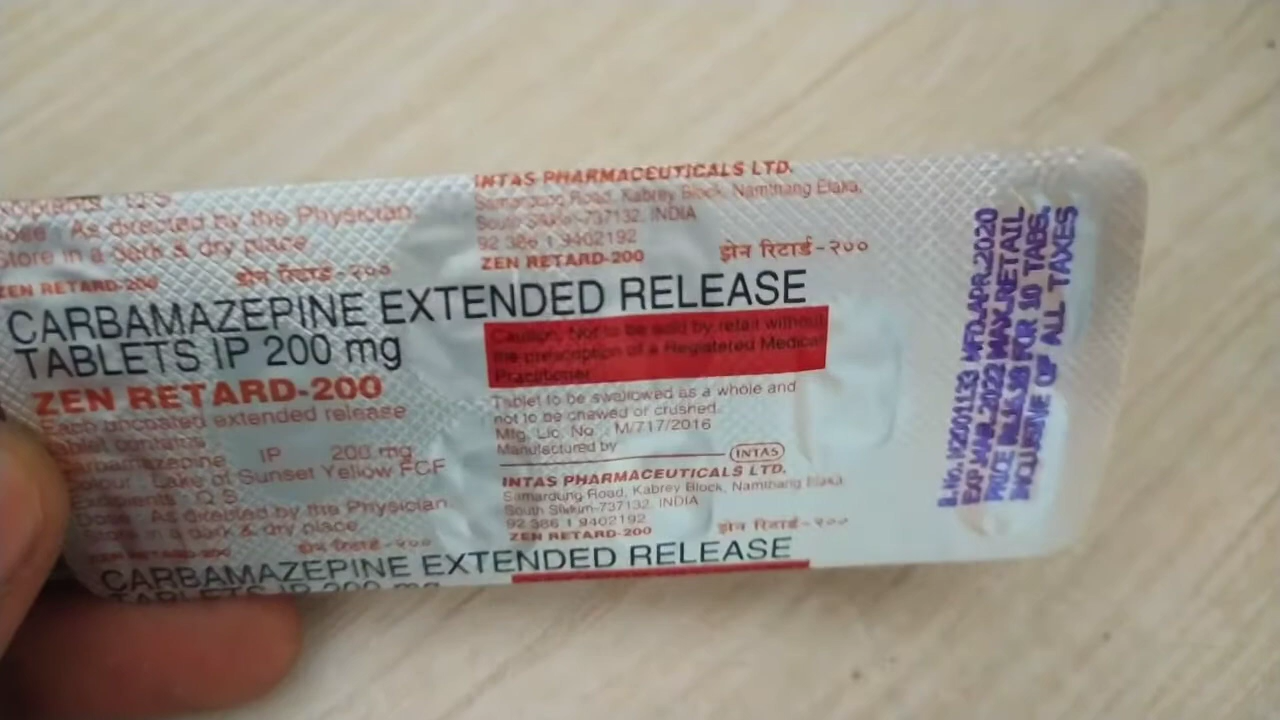 INTAS PHARMACEUTICALS LTD.
Samardung Road, Kabrey Block, Namthang Elaka,
South Sikkim-737132, INDIA
92 386 1 9402192
ZEN RETARD-200 झेन रिटार्ड-२००
As directed by the Physician.
Store in a dark & dry place
ZEN RETARD-200 झेन रिटार्ड-२००
CARBAMAZEPINE EXTENDED RELEASE
TABLETS IP 200 mg
ZEN RETARD-200
Each uncoated extended release
tablet contains
Carbamazepine IP 200 mg
Colour : Lake of Sunset Yellow FCF
Q.S.
Dose : As directed by the Physician.
Store in a dark & dry place
ZEN RETARD-200 झेन रिटार्ड-२००
Caution: Not to be sold by retail without
the prescription of a Registered Medical
Practitioner
Tablet to be swallowed as a whole and
not to be chewed or crushed.
Mfg. Lic. No. : M/717/2016
Manufactured by
INTAS
INTAS PHARMACEUTICALS LTD.
Samardung Road, Kabrey Block, Namthang Elaka,
South Sikkim-737132, INDIA
92 386 1 9402192
ZEN RETARD-200 झेन रिटार्ड-२००
CARBAMAZEPINE EXTENDED RELEASE
TABLETS IP 200 mg
B.No. MFD.APR.2020
EXP.MAR.2022 MAX.RETAIL
PRICE FOR 10 TABS.
INCLUSIVE OF ALL TAXES